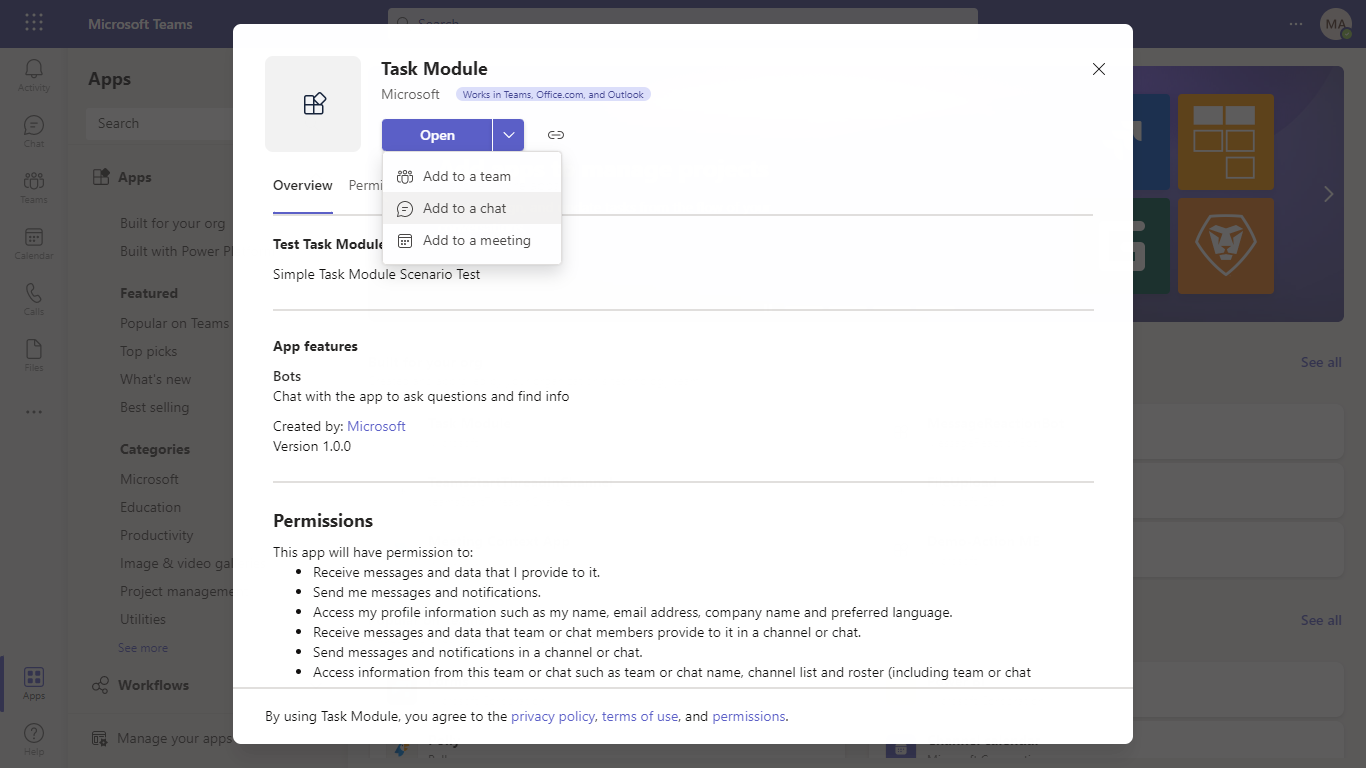 Microsoft Teams
Search
MA
Activity
Chat
Teams
Calendar
Calls
Files
Apps
Help
Apps
Search
Apps
Built for your org
Built with Power
Featured
Popular on Teams
Top picks
What's new
Best selling
Categories
Microsoft
Education
Productivity
Image & video
Project
Utilities
See more
Workflows
Manage your apps
Task Module
Microsoft
Works in Teams, Office.com, and Outlook
Open
Add to a team
Add to a chat
Add to a meeting
Overview
Test Task Module
Simple Task Module Scenario Test
App features
Bots
Chat with the app to ask questions and find info
Created by: Microsoft
Version 1.0.0
Permissions
This app will have permission to:
Receive messages and data that I provide to it.
Send me messages and notifications.
Access my profile information such as my name, email address, company name and preferred language.
Receive messages and data that team or chat members provide to it in a channel or chat.
Send messages and notifications in a channel or chat.
Access information from this team or chat such as team or chat name, channel list and roster (including team or chat
By using Task Module, you agree to the privacy policy, terms of use, and permissions.
See all
See all